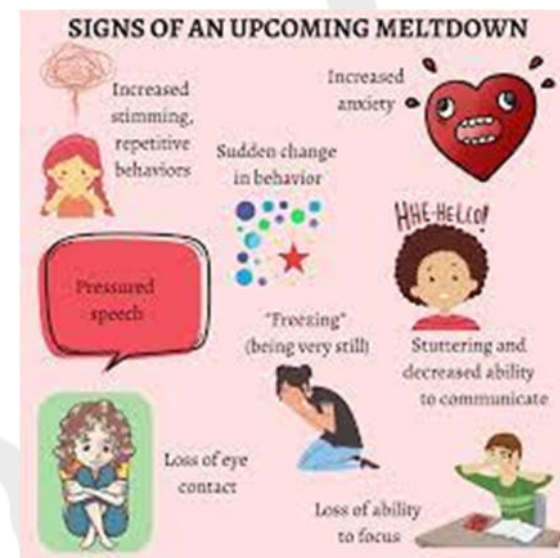 SIGNS OF AN UPCOMING MELTDOWN
Increased
stimming,
repetitive
behaviors
Increased
anxiety
Sudden change
in behavior
HHE-HELLO!
Pressured
speech
"Freezing"
(being very still)
Stuttering and
decreased ability
to communicate
Loss of eye
contact
Loss of ability
to focus